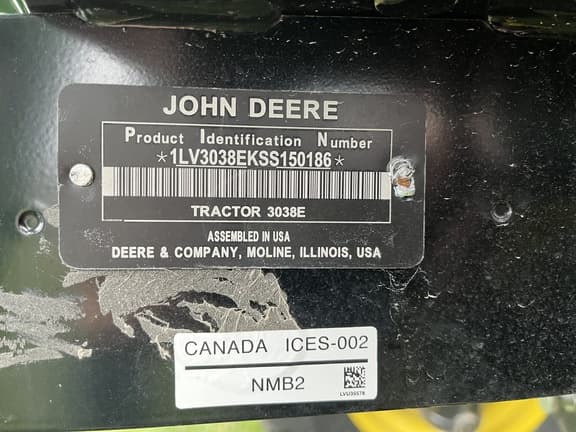 JOHN DEERE
Product Identification Number
*1LV3038EKSS150186*
TRACTOR 3038E
ASSEMBLED IN USA
DEERE & COMPANY, MOLINE, ILLINOIS, USA
CANADA ICES-002
NMB2